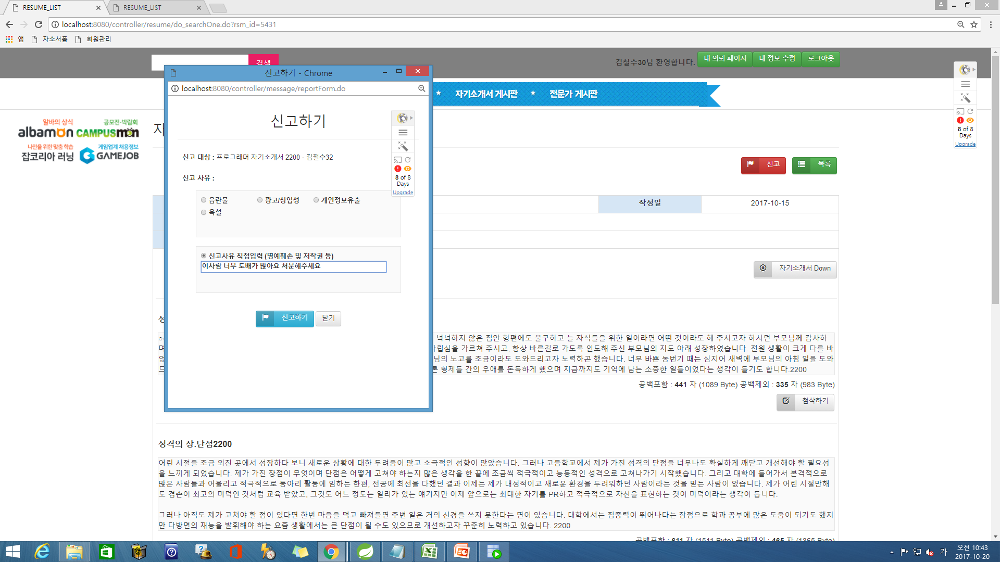 RESUME_LIST
RESUME_LIST
localhost:8080/controller/resume/do_searchOne.do?rsm_id=5431
앱
자소서폼
회원관리
검색
김철수30님 환영합니다.
내 의뢰 페이지
내 정보 수정
로그아웃
자기소개서 게시판
전문가 게시판
알바의 상식
albamon
공모전·박람회
CAMPUSmon
나만을 위한 맞춤 학습
잡코리아 러닝
게임업계 채용정보
GAMEJOB
자
신고
목록
작성일
2017-10-15
자기소개서 Down
신고하기 - Chrome
localhost:8080/controller/message/reportForm.do
신고하기
신고 대상 : 프로그래머 자기소개서 2200 - 김철수32
신고 사유 :
음란물
광고/상업성
개인정보유출
욕설
신고사유 직접입력 (명예훼손 및 저작권 등)
이사람 너무 도배가 많아요 처분해주세요
신고하기
닫기
8 of 8
Days
Upgrade
8 of 8
Days
Upgrade
성
넉넉하지 않은 집안 형편에도 불구하고 늘 자식들을 위한 일이라면 어떤 것이라도 해 주시고자 하시던 부모님께 감사하
며
자립심을 가르쳐 주시고, 항상 바른길로 가도록 인도해 주신 부모님의 지도 아래 성장하였습니다. 전원 생활이 크게 다를 바
없
님의 노고를 조금이라도 도와드리고자 노력하곤 했습니다. 너무 바쁜 농번기 때는 심지어 새벽에 부모님의 아침 일을 도와
드
론 형제들 간의 우애를 돈독하게 했으며 지금까지도 기억에 남는 소중한 일들이었다는 생각이 들기도 합니다.2200
공백포함 : 441 자 (1089 Byte) 공백제외 : 335 자 (983 Byte)
첨삭하기
성격의 장.단점2200
어린 시절을 조금 외진 곳에서 성장하다 보니 새로운 상황에 대한 두려움이 많고 소극적인 성향이 많았습니다. 그러나 고등학교에서 제가 가진 성격의 단점을 너무나도 확실하게 깨닫고 개선해야 할 필요성
을 느끼게 되었습니다. 제가 가진 장점이 무엇이며 단점은 어떻게 고쳐야 하는지 많은 생각을 한 끝에 조금씩 적극적이고 능동적인 성격으로 고쳐나가기 시작했습니다. 그리고 대학에 들어가서 본격적으로
많은 사람들과 어울리고 적극적으로 동아리 활동에 임하는 한편, 전공에 최선을 다했던 결과 이제는 제가 내성적이고 새로운 환경을 두려워하던 사람이라는 것을 믿는 사람이 없습니다. 제가 어린 시절만해
도 겸손이 최고의 미덕인 것처럼 교육 받았고, 그것도 어느 정도는 일리가 있는 얘기지만 이제 앞으로는 최대한 자기를 PR하고 적극적으로 자신을 표현하는 것이 미덕이라는 생각이 듭니다.
그러나 아직도 제가 고쳐야 할 점이 있다면 한번 마음을 먹고 빠져들면 주변 일은 거의 신경을 쓰지 못한다는 면이 있습니다. 대학에서는 집중력이 뛰어나다는 장점으로 학과 공부에 많은 도움이 되기도 했지
만 다방면의 재능을 발휘해야 하는 요즘 생활에서는 큰 단점이 될 수도 있으므로 개선하고자 꾸준히 노력하고 있습니다. 2200
공백포함 : 611 자 (1511 Byte) 공백제외 : 465 자 (1365 Byte)
가
오전 10:43
2017-10-20